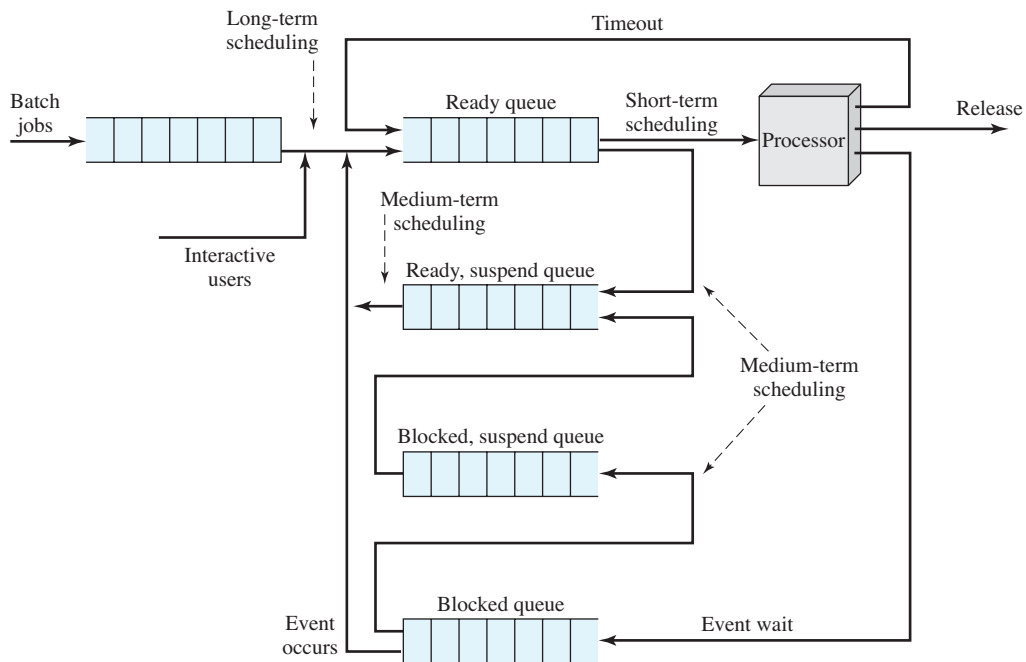 Long-term
scheduling
Timeout
Batch
jobs
Ready queue
Short-term
scheduling
Processor
Release
Medium-term
scheduling
Interactive
users
Ready, suspend queue
Medium-term
scheduling
Blocked, suspend queue
Blocked queue
Event
occurs
Event wait